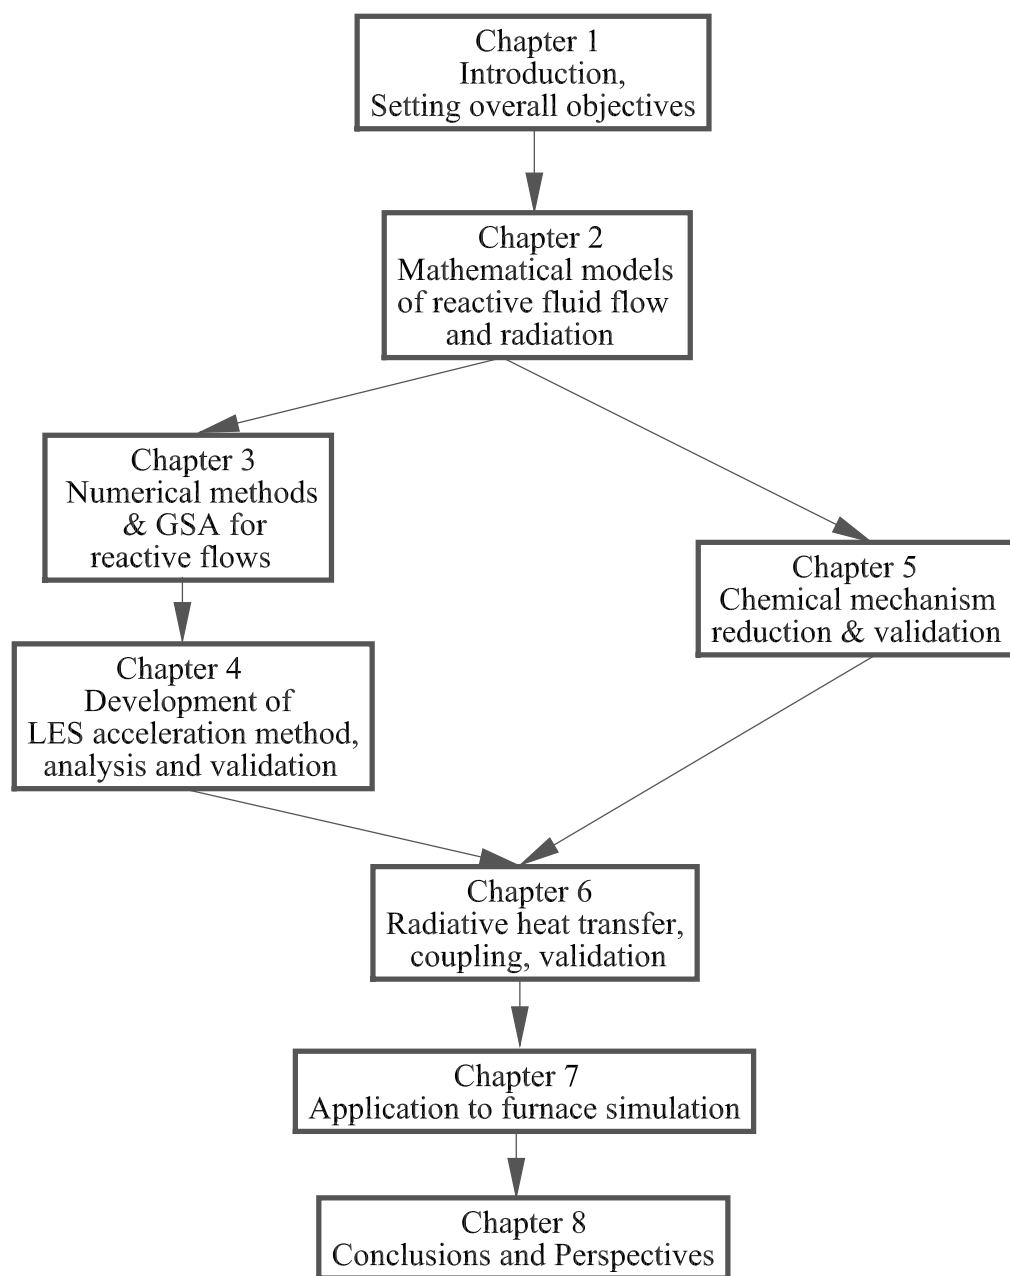 Chapter 1
Introduction,
Setting overall objectives
Chapter 2
Mathematical models
of reactive fluid flow
and radiation
Chapter 3
Numerical methods
& GSA for
reactive flows
Chapter 4
Development of
LES acceleration method,
analysis and validation
Chapter 5
Chemical mechanism
reduction & validation
Chapter 6
Radiative heat transfer,
coupling, validation
Chapter 7
Application to furnace simulation
Chapter 8
Conclusions and Perspectives